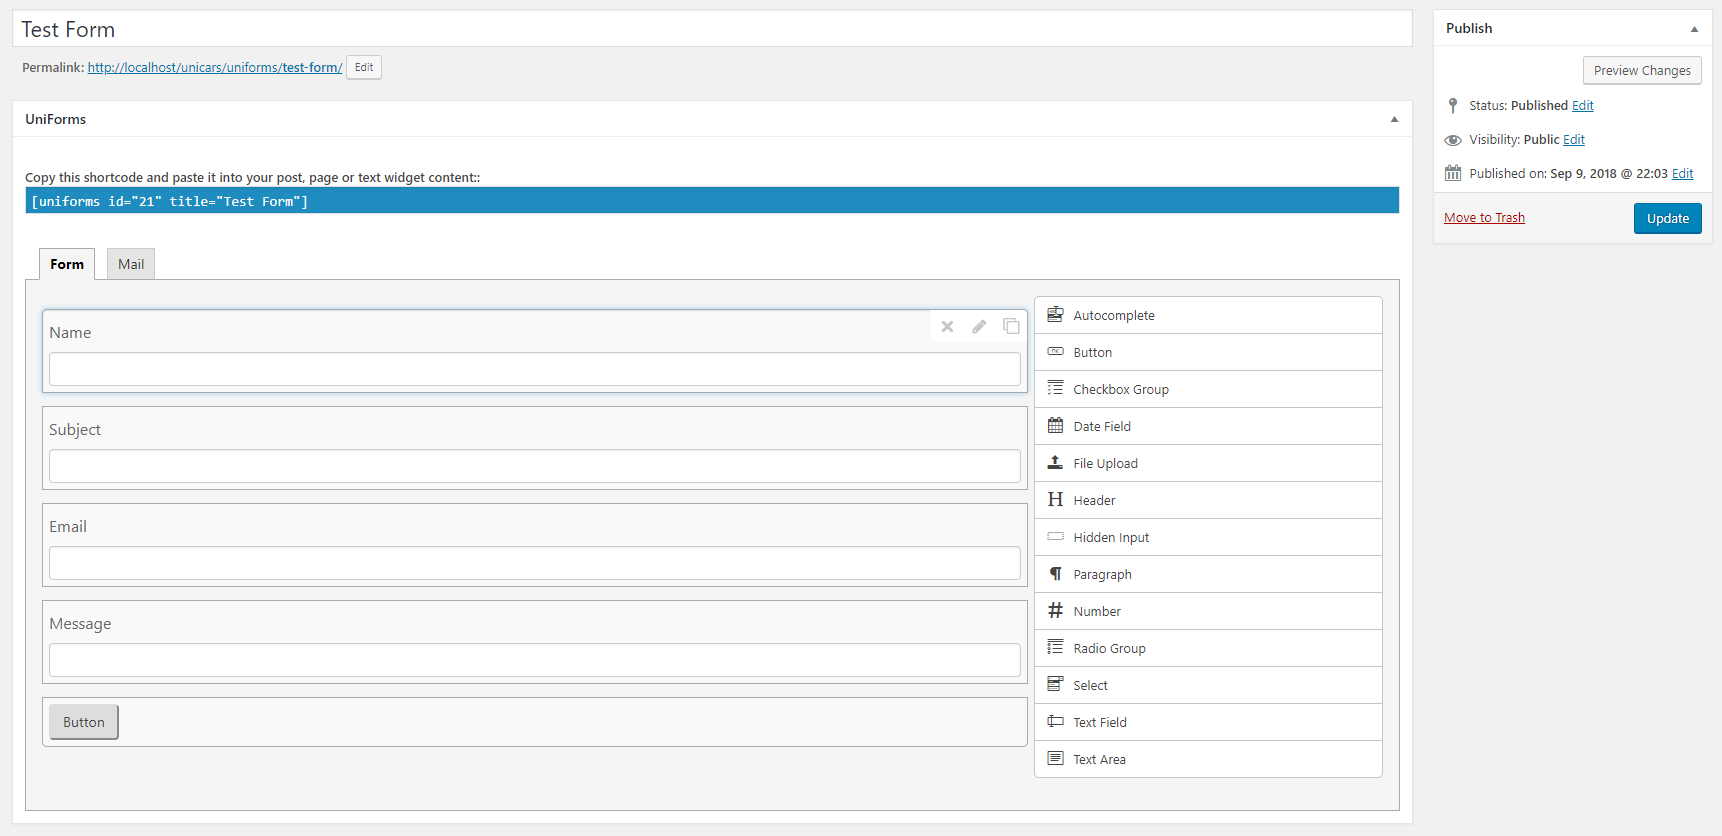 Test Form
Permalink: http://localhost/unicars/uniforms/test-form/ Edit
UniForms
Copy this shortcode and paste it into your post, page or text widget content::
[uniforms id="21" title="Test Form"]
Form
Mail
Name
Subject
Email
Message
Button
Autocomplete
OK Button
Checkbox Group
Date Field
File Upload
H Header
Hidden Input
¶ Paragraph
# Number
Radio Group
Select
Text Field
Text Area
Publish
Preview Changes
Status: Published Edit
Visibility: Public Edit
Published on: Sep 9, 2018 @ 22:03 Edit
Move to Trash
Update